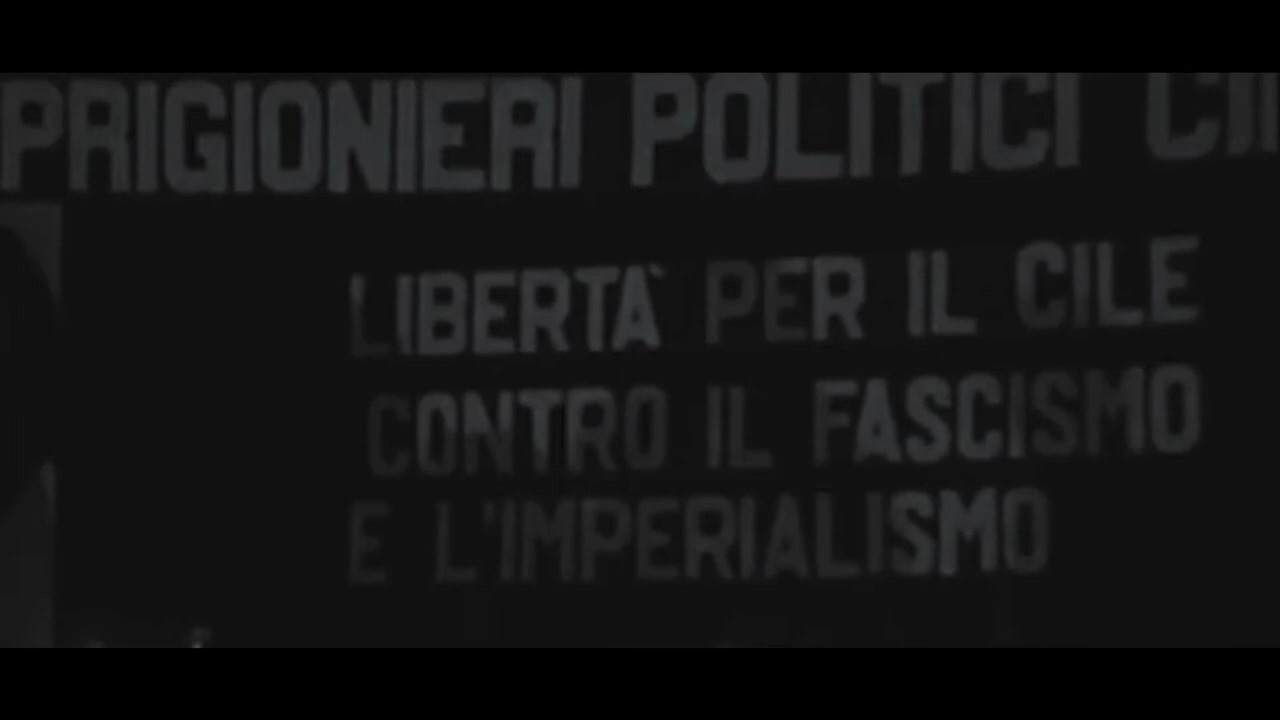 PRIGIONIERI POLITICI
LIBERTÀ PER IL CILE
CONTRO IL FASCISMO
E L'IMPERIALISMO